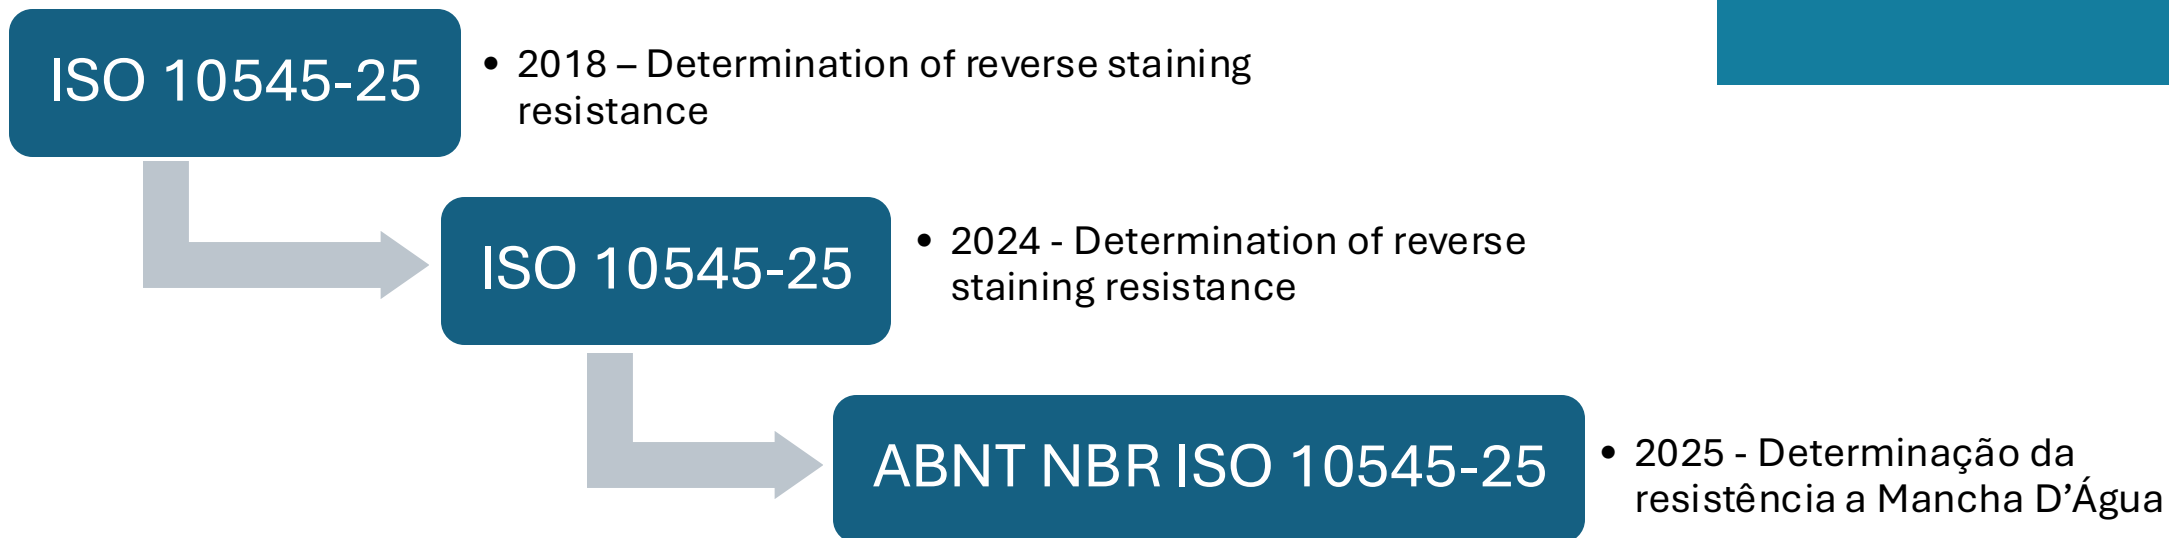 ISO 10545-25
• 2018 – Determination of reverse staining
resistance
ISO 10545-25
• 2024 - Determination of reverse
staining resistance
ABNT NBR ISO 10545-25
• 2025 - Determinação da
resistência a Mancha D’Água